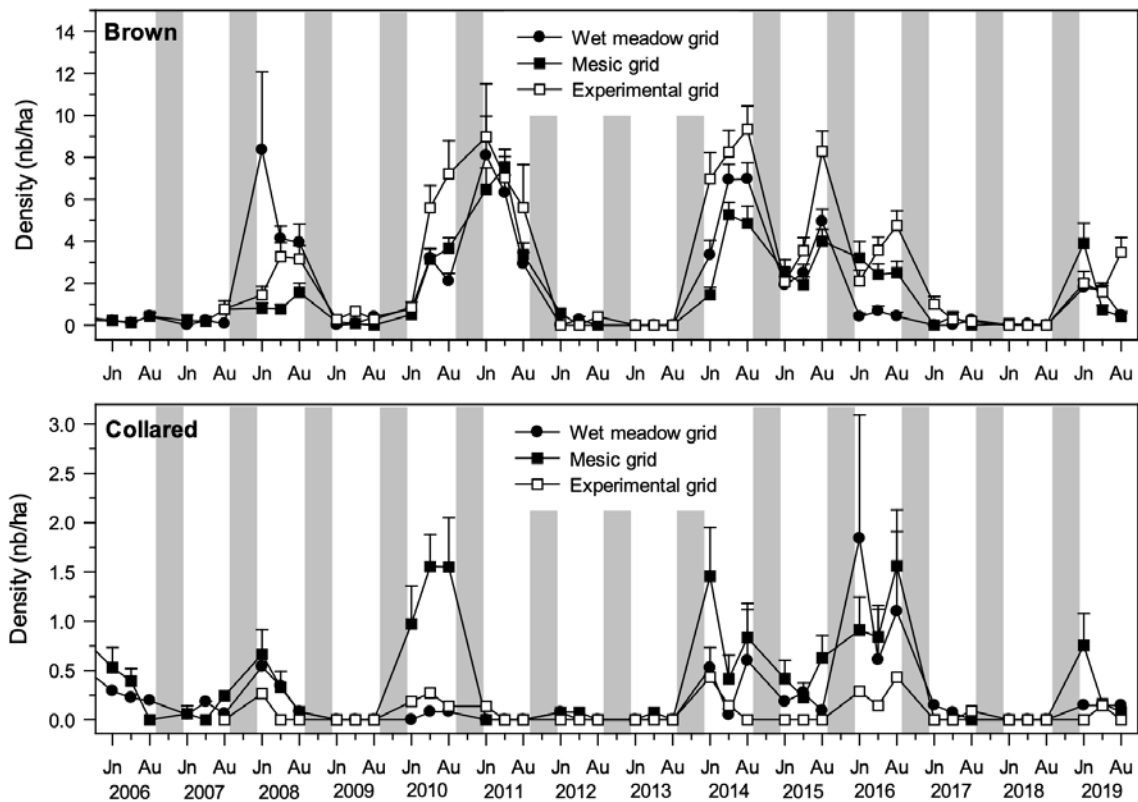 Brown
Wet meadow grid
Mesic grid
Experimental grid
Density (nb/ha)
14
12
10
8
6
4
2
0
Jn Au Jn Au Jn Au Jn Au Jn Au Jn Au Jn Au Jn Au Jn Au Jn Au Jn Au Jn Au Jn Au Jn Au
Collared
Wet meadow grid
Mesic grid
Experimental grid
Density (nb/ha)
3.0
2.5
2.0
1.5
1.0
0.5
0.0
Jn Au Jn Au Jn Au Jn Au Jn Au Jn Au Jn Au Jn Au Jn Au Jn Au Jn Au Jn Au Jn Au Jn Au
2006 2007 2008 2009 2010 2011 2012 2013 2014 2015 2016 2017 2018 2019